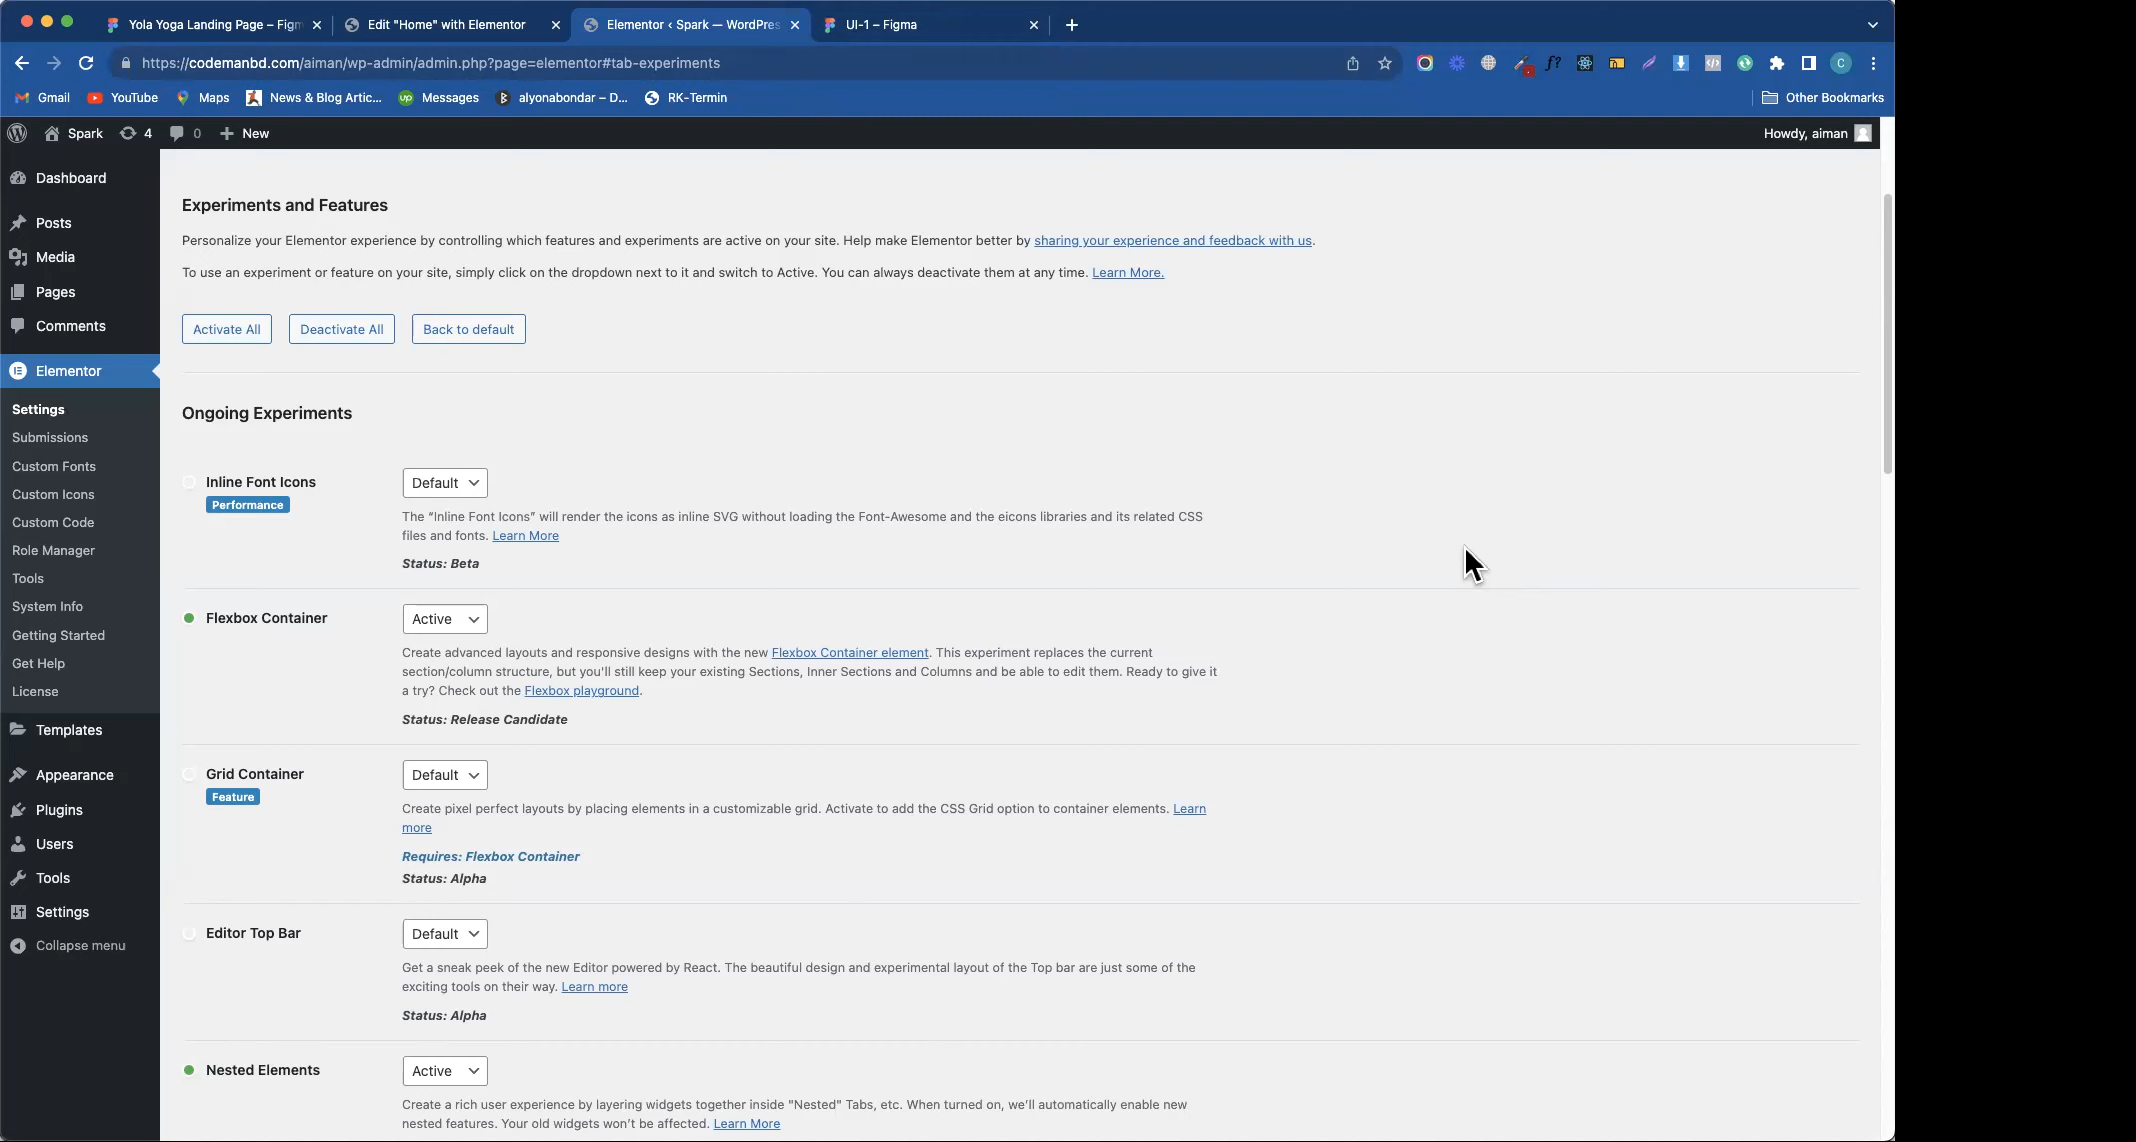 Yola Yoga Landing Page – Figm
Edit "Home" with Elementor
Elementor ‹ Spark — WordPres
UI-1 – Figma
https://codemanbd.com/aiman/wp-admin/admin.php?page=elementor#tab-experiments
f?
C
Gmail
YouTube
Maps
News & Blog Artic...
up
Messages
alyonabondar – D...
RK-Termin
Other Bookmarks
Spark
4
0
New
Howdy, aiman
Dashboard
Posts
Media
Pages
Comments
Elementor
Settings
Submissions
Custom Fonts
Custom Icons
Custom Code
Role Manager
Tools
System Info
Getting Started
Get Help
License
Templates
Appearance
Plugins
Users
Tools
Settings
Collapse menu
Experiments and Features
Personalize your Elementor experience by controlling which features and experiments are active on your site. Help make Elementor better by sharing your experience and feedback with us.
To use an experiment or feature on your site, simply click on the dropdown next to it and switch to Active. You can always deactivate them at any time. Learn More.
Activate All
Deactivate All
Back to default
Ongoing Experiments
Inline Font Icons
Performance
Default
The “Inline Font Icons” will render the icons as inline SVG without loading the Font-Awesome and the eicons libraries and its related CSS
files and fonts. Learn More
Status: Beta
Flexbox Container
Active
Create advanced layouts and responsive designs with the new Flexbox Container element. This experiment replaces the current
section/column structure, but you'll still keep your existing Sections, Inner Sections and Columns and be able to edit them. Ready to give it
a try? Check out the Flexbox playground.
Status: Release Candidate
Grid Container
Feature
Default
Create pixel perfect layouts by placing elements in a customizable grid. Activate to add the CSS Grid option to container elements. Learn
more
Requires: Flexbox Container
Status: Alpha
Editor Top Bar
Default
Get a sneak peek of the new Editor powered by React. The beautiful design and experimental layout of the Top bar are just some of the
exciting tools on their way. Learn more
Status: Alpha
Nested Elements
Active
Create a rich user experience by layering widgets together inside "Nested" Tabs, etc. When turned on, we’ll automatically enable new
nested features. Your old widgets won’t be affected. Learn More